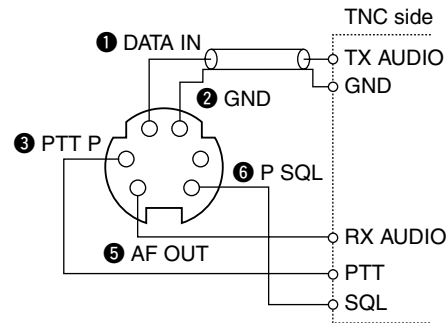 TNC side
❶ DATA IN
TX AUDIO
❷ GND
GND
❸ PTT P
❻ P SQL
❺ AF OUT
RX AUDIO
PTT
SQL